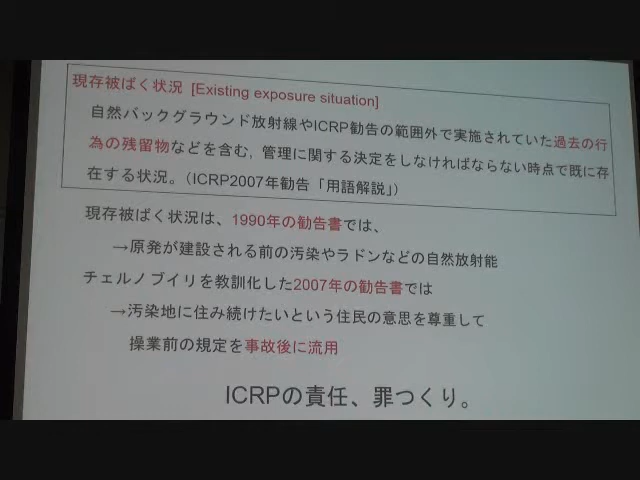 現存被ばく状況 [Existing exposure situation]
自然バックグラウンド放射線やICRP勧告の範囲外で実施されていた過去の行
為の残留物などを含む, 管理に関する決定をしなければならない時点で既に存
在する状況。（ICRP2007年勧告「用語解説」）
現存被ばく状況は、1990年の勧告書では、
→原発が建設される前の汚染やラドンなどの自然放射能
チェルノブイリを教訓化した2007年の勧告書では
→汚染地に住み続けたいという住民の意思を尊重して
操業前の規定を事故後に流用
ICRPの責任、罪つくり。